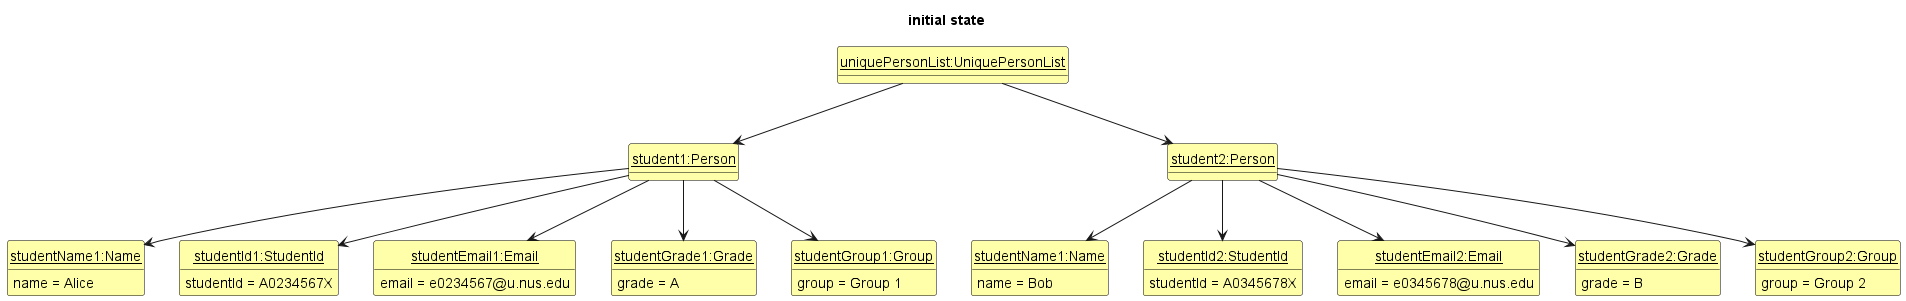 initial state
uniquePersonList:UniquePersonList
student1:Person
student2:Person
studentName1:Name
name = Alice
studentId1:StudentId
studentId = A0234567X
studentEmail1:Email
email = e0234567@u.nus.edu
studentGrade1:Grade
grade = A
studentGroup1:Group
group = Group 1
studentName1:Name
name = Bob
studentId2:StudentId
studentId = A0345678X
studentEmail2:Email
email = e0345678@u.nus.edu
studentGrade2:Grade
grade = B
studentGroup2:Group
group = Group 2